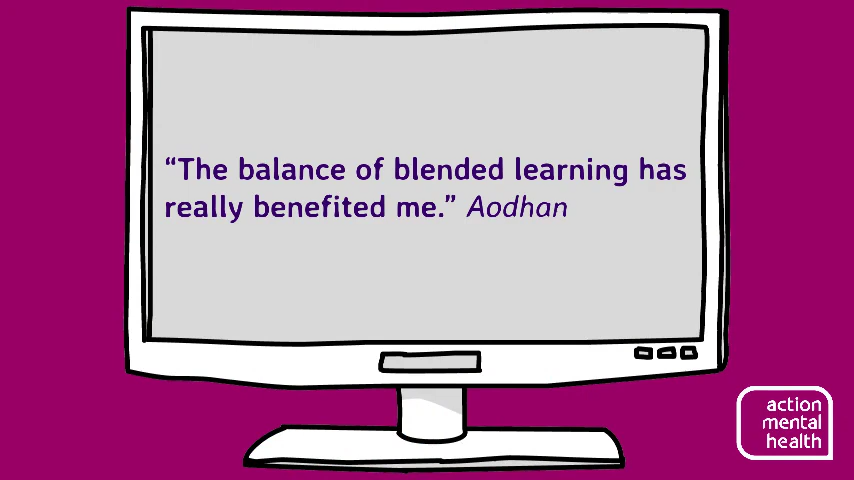 “The balance of blended learning has
really benefited me.” Aodhan
action
mental
health